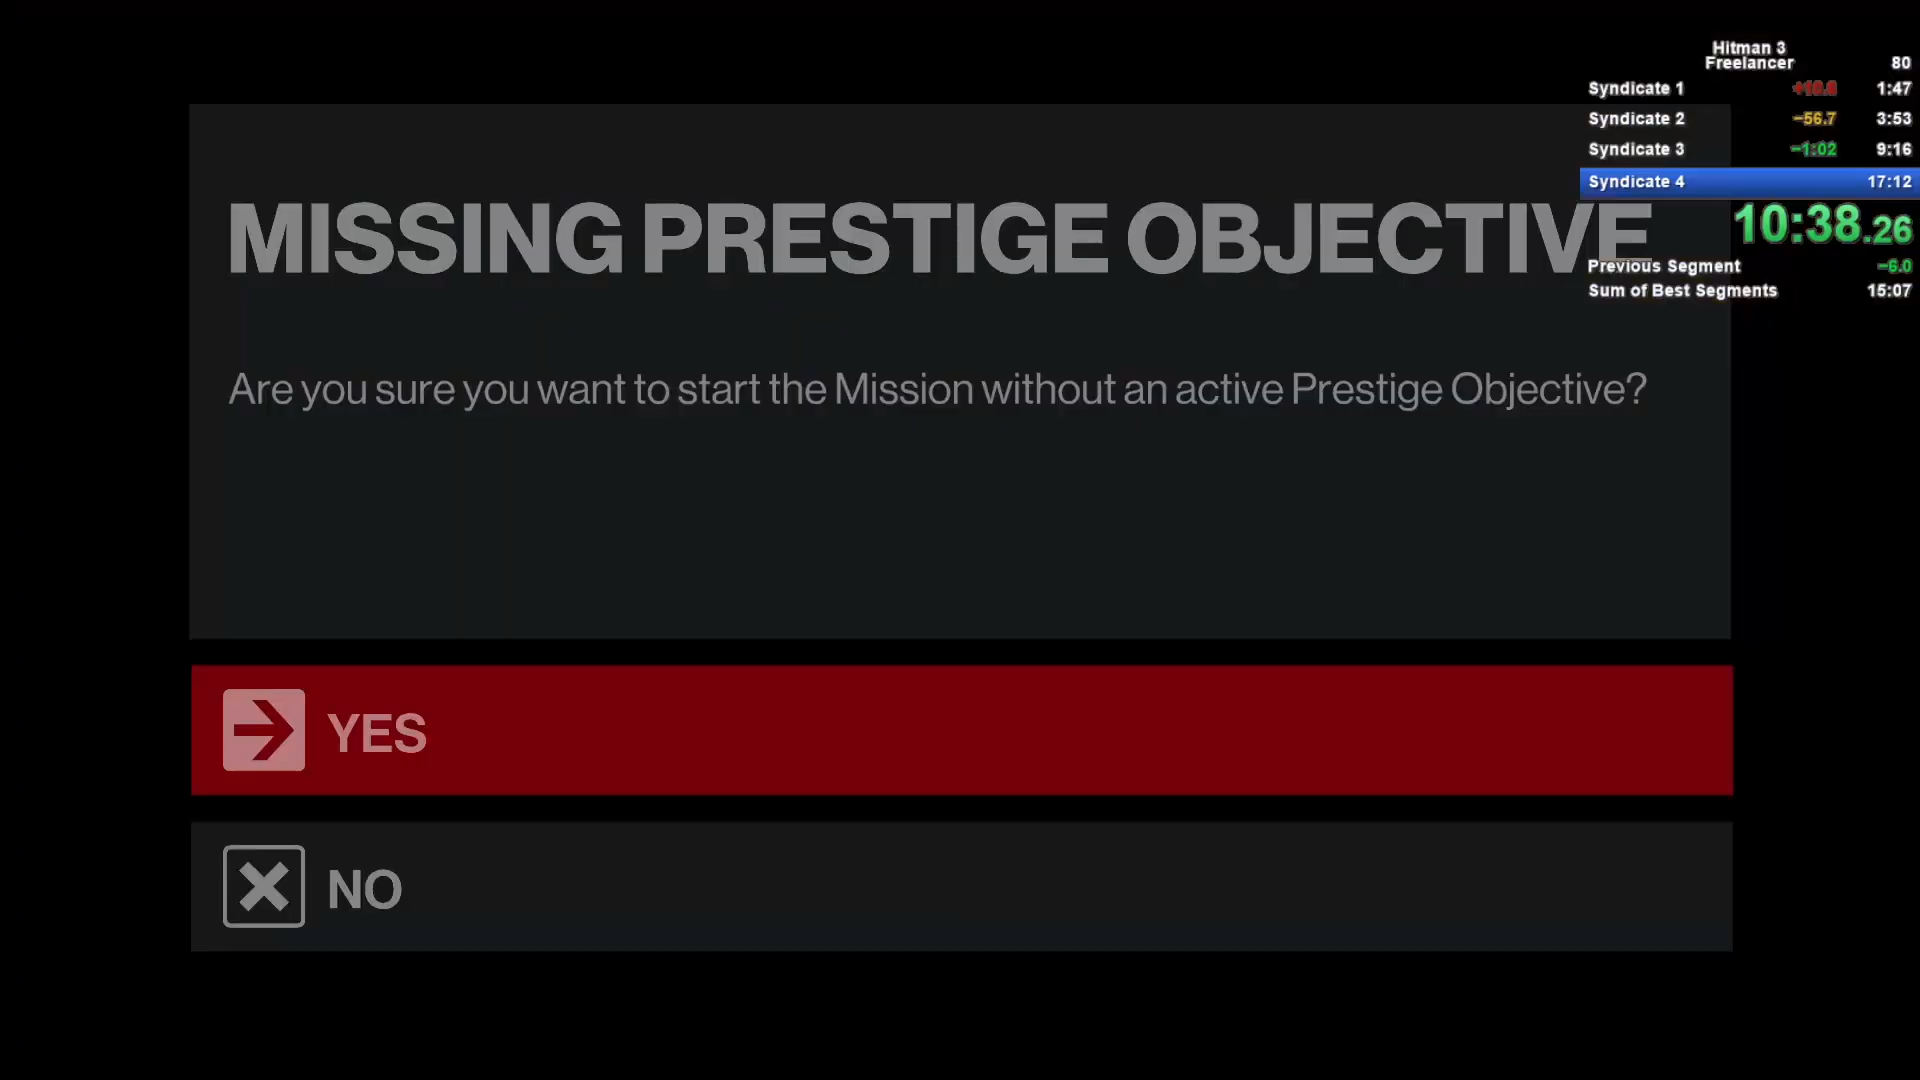 Hitman 3
Freelancer 80
Syndicate 1 1:47
Syndicate 2 -56.7 3:53
Syndicate 3 -1:02 9:16
Syndicate 4 17:12
10:38.26
Previous Segment -6.0
Sum of Best Segments 15:07
MISSING PRESTIGE OBJECTIVE
Are you sure you want to start the Mission without an active Prestige Objective?
YES
NO